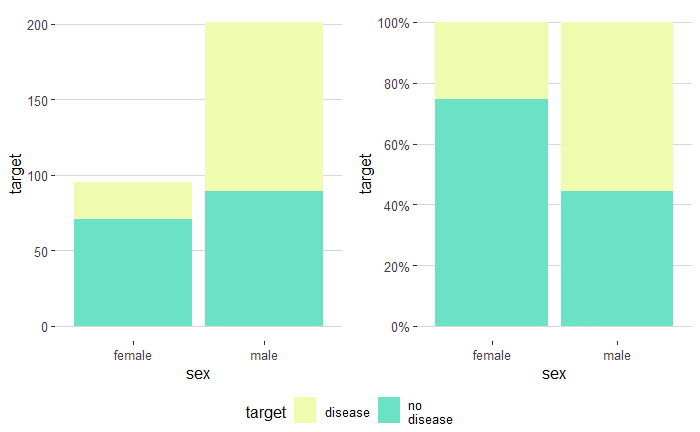 target
200
150
100
50
0
female male
sex
target
100%
80%
60%
40%
20%
0%
female male
sex
target disease no
disease